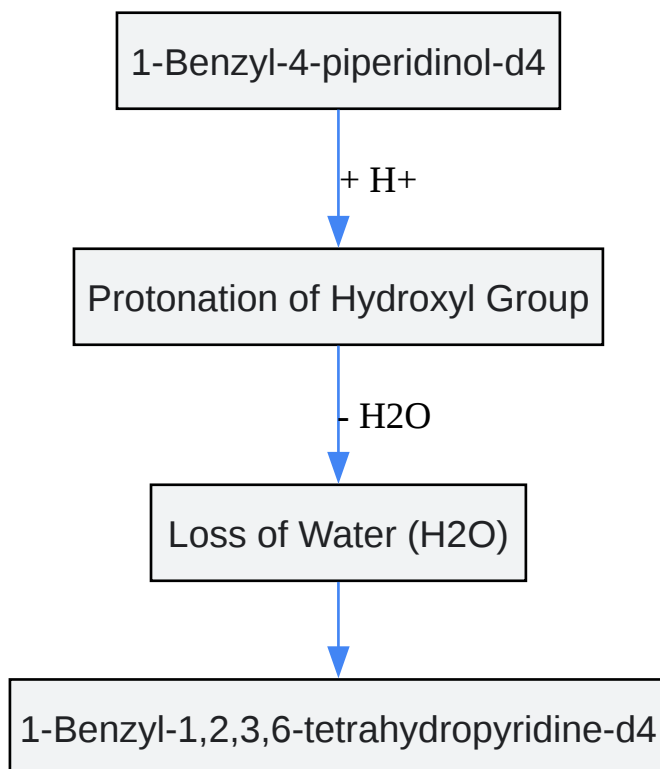 1-Benzyl-4-piperidinol-d4
+ H+
Protonation of Hydroxyl Group
- H2O
Loss of Water (H2O)
1-Benzyl-1,2,3,6-tetrahydropyridine-d4